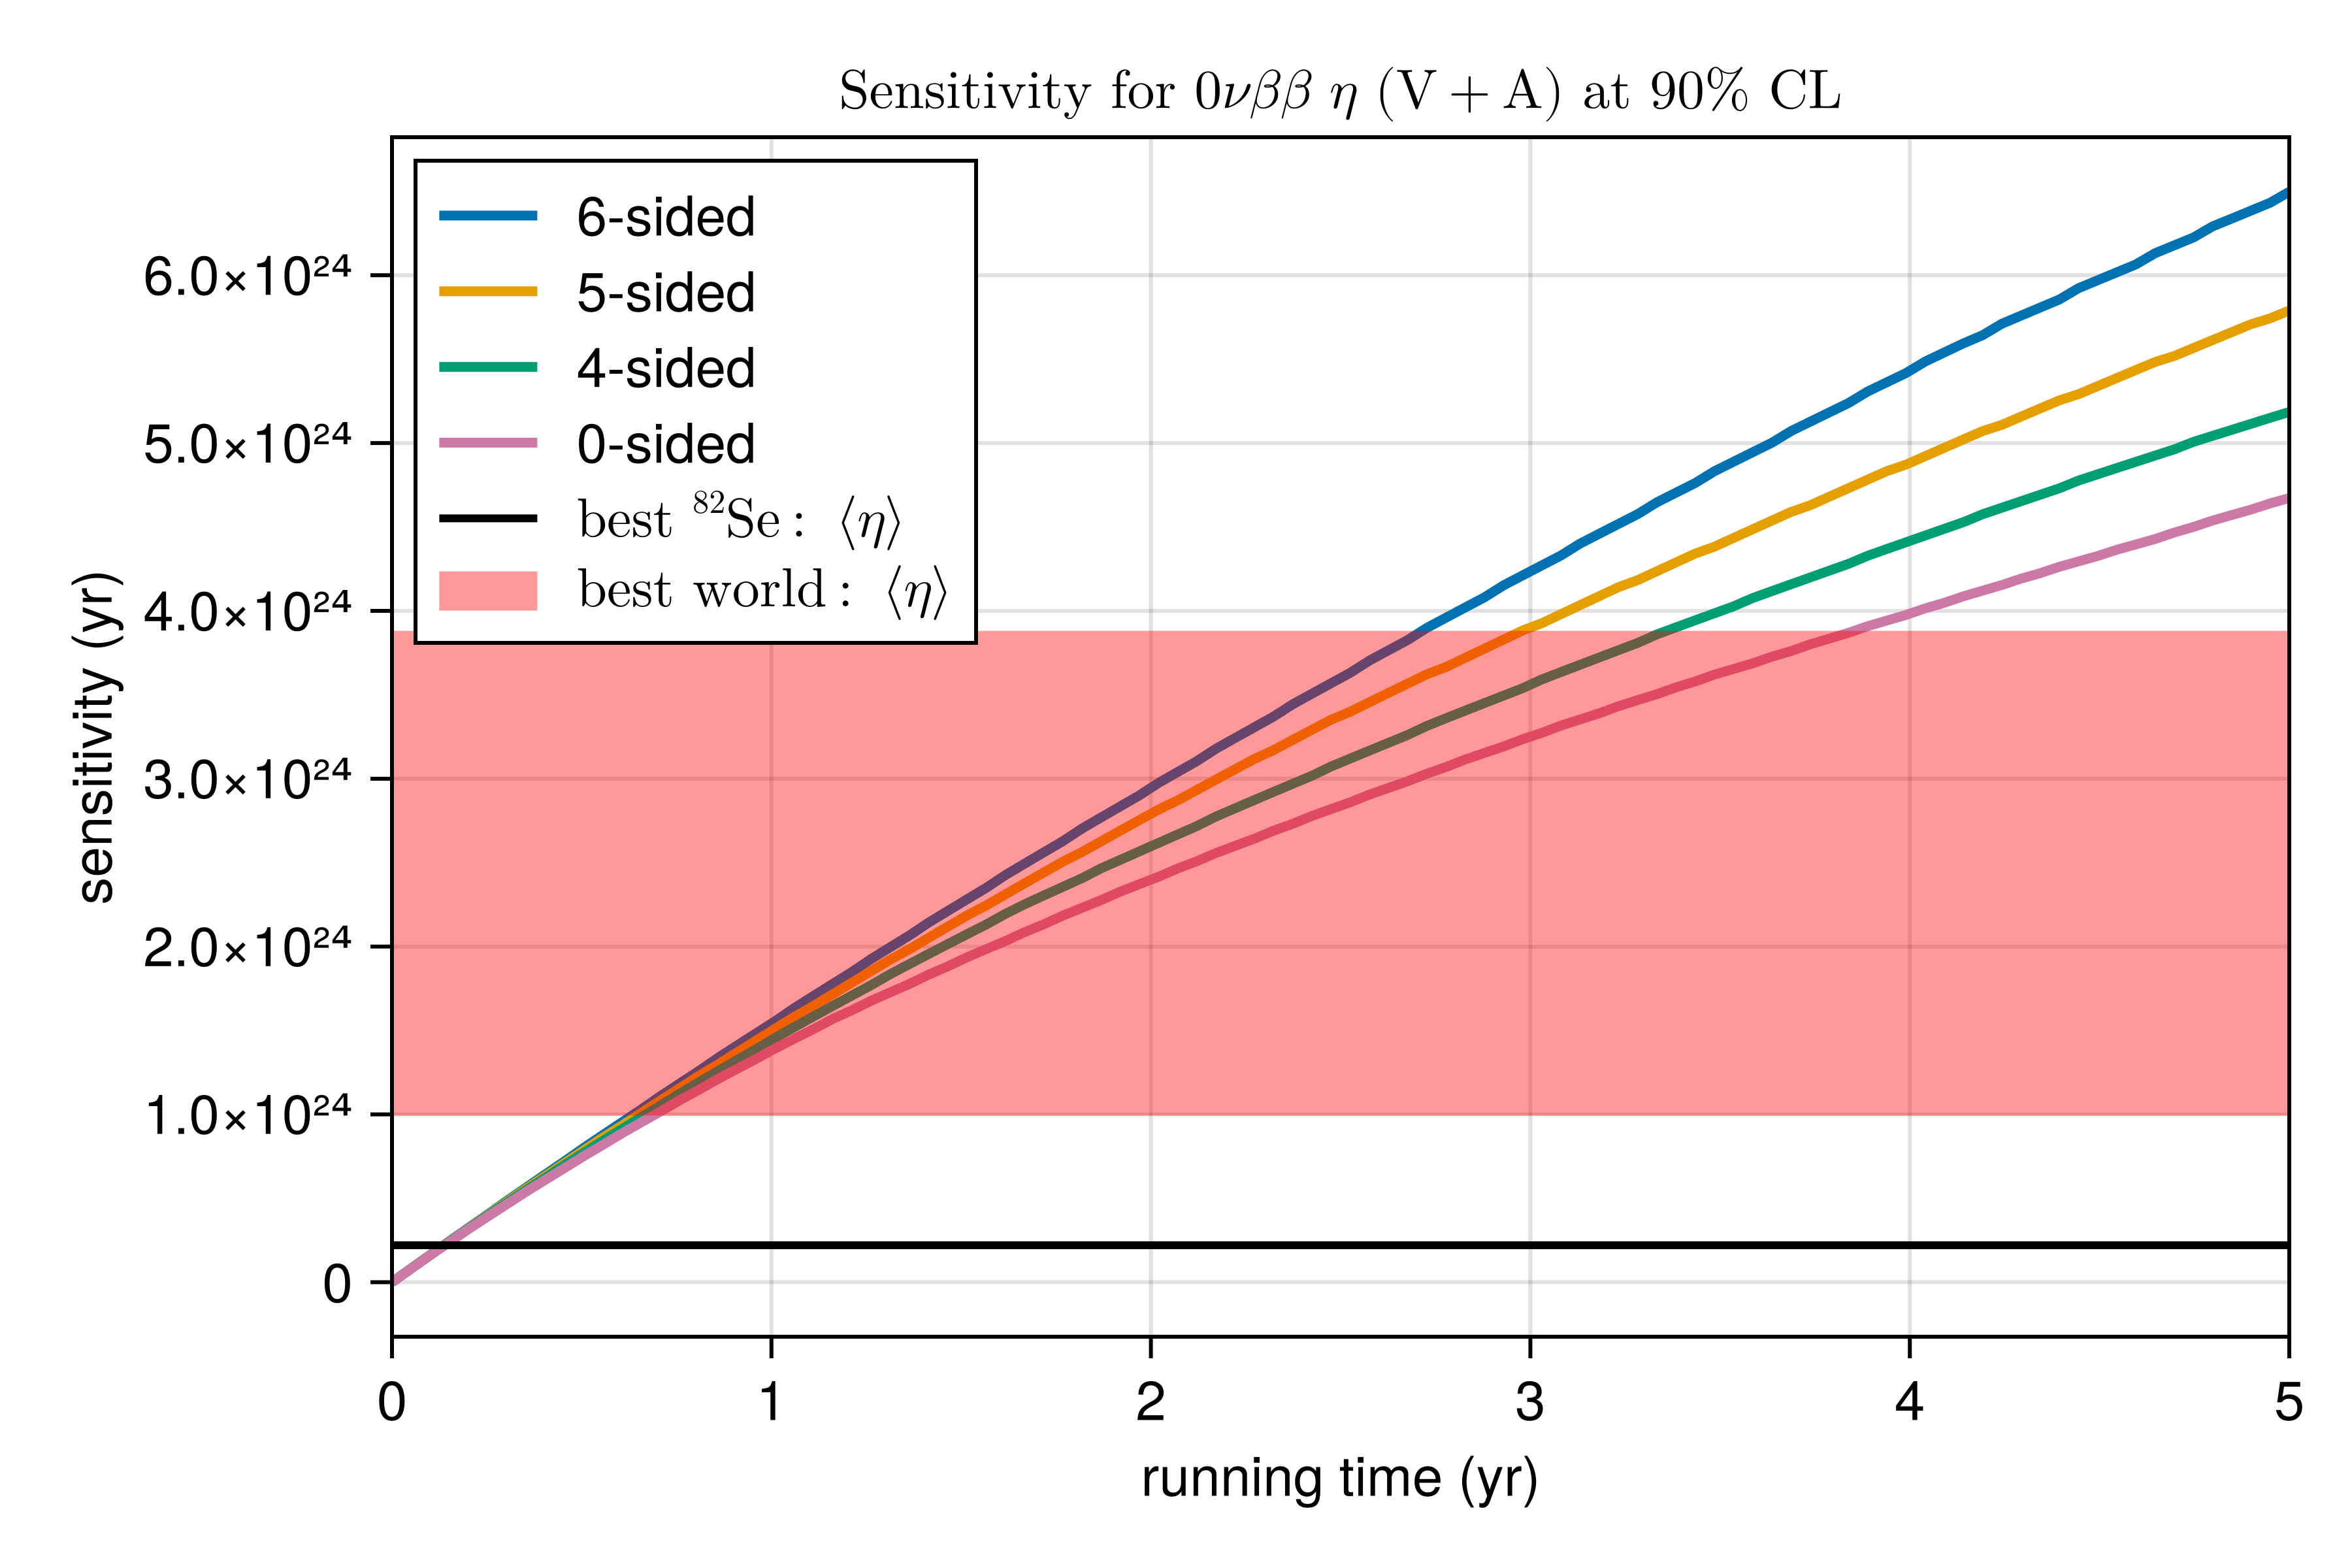 Sensitivity for 0νββ η (V + A) at 90% CL
6-sided
5-sided
4-sided
0-sided
best ⁸²Se : ⟨η⟩
best world : ⟨η⟩
sensitivity (yr)
6.0×10²⁴
5.0×10²⁴
4.0×10²⁴
3.0×10²⁴
2.0×10²⁴
1.0×10²⁴
0
0 1 2 3 4 5
running time (yr)